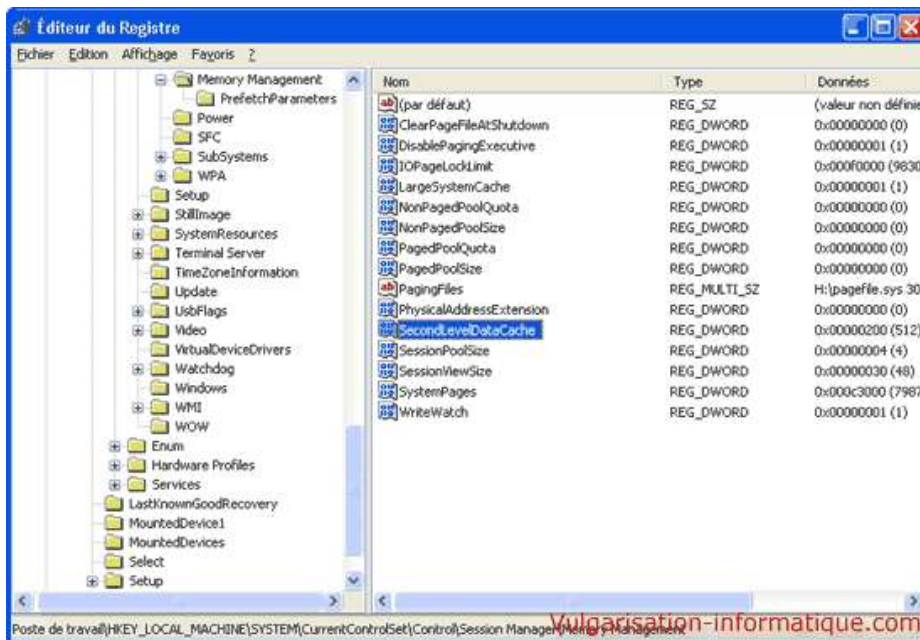 Éditeur du Registre
Fichier Edition Affichage Favoris ?
Memory Management
PrefetchParameters
Power
SFC
SubSystems
WPA
Setup
StillImage
SystemResources
Terminal Server
TimeZoneInformation
Update
UsbFlags
Video
VirtualDeviceDrivers
Watchdog
Windows
WMI
WOW
Enum
Hardware Profiles
Services
LastKnownGoodRecovery
MountedDevice1
MountedDevices
Select
Setup
Nom Type Données
(par défaut) REG_SZ (valeur non définie
ClearPageFileAtShutdown REG_DWORD 0x00000000 (0)
DisablePagingExecutive REG_DWORD 0x00000001 (1)
IOPageLockLimit REG_DWORD 0x000f0000 (9830
LargeSystemCache REG_DWORD 0x00000001 (1)
NonPagedPoolQuota REG_DWORD 0x00000000 (0)
NonPagedPoolSize REG_DWORD 0x00000000 (0)
PagedPoolQuota REG_DWORD 0x00000000 (0)
PagedPoolSize REG_DWORD 0x00000000 (0)
PagingFiles REG_MULTI_SZ H:\pagefile.sys 30
PhysicalAddressExtension REG_DWORD 0x00000000 (0)
SecondLevelDataCache REG_DWORD 0x00000200 (512)
SessionPoolSize REG_DWORD 0x00000004 (4)
SessionViewSize REG_DWORD 0x00000030 (48)
SystemPages REG_DWORD 0x000c3000 (7987
WriteWatch REG_DWORD 0x00000001 (1)
Poste de travail\HKEY_LOCAL_MACHINE\SYSTEM\CurrentControlSet\Control\Session Manager\Memory Management
Vulgarisation-informatique.com